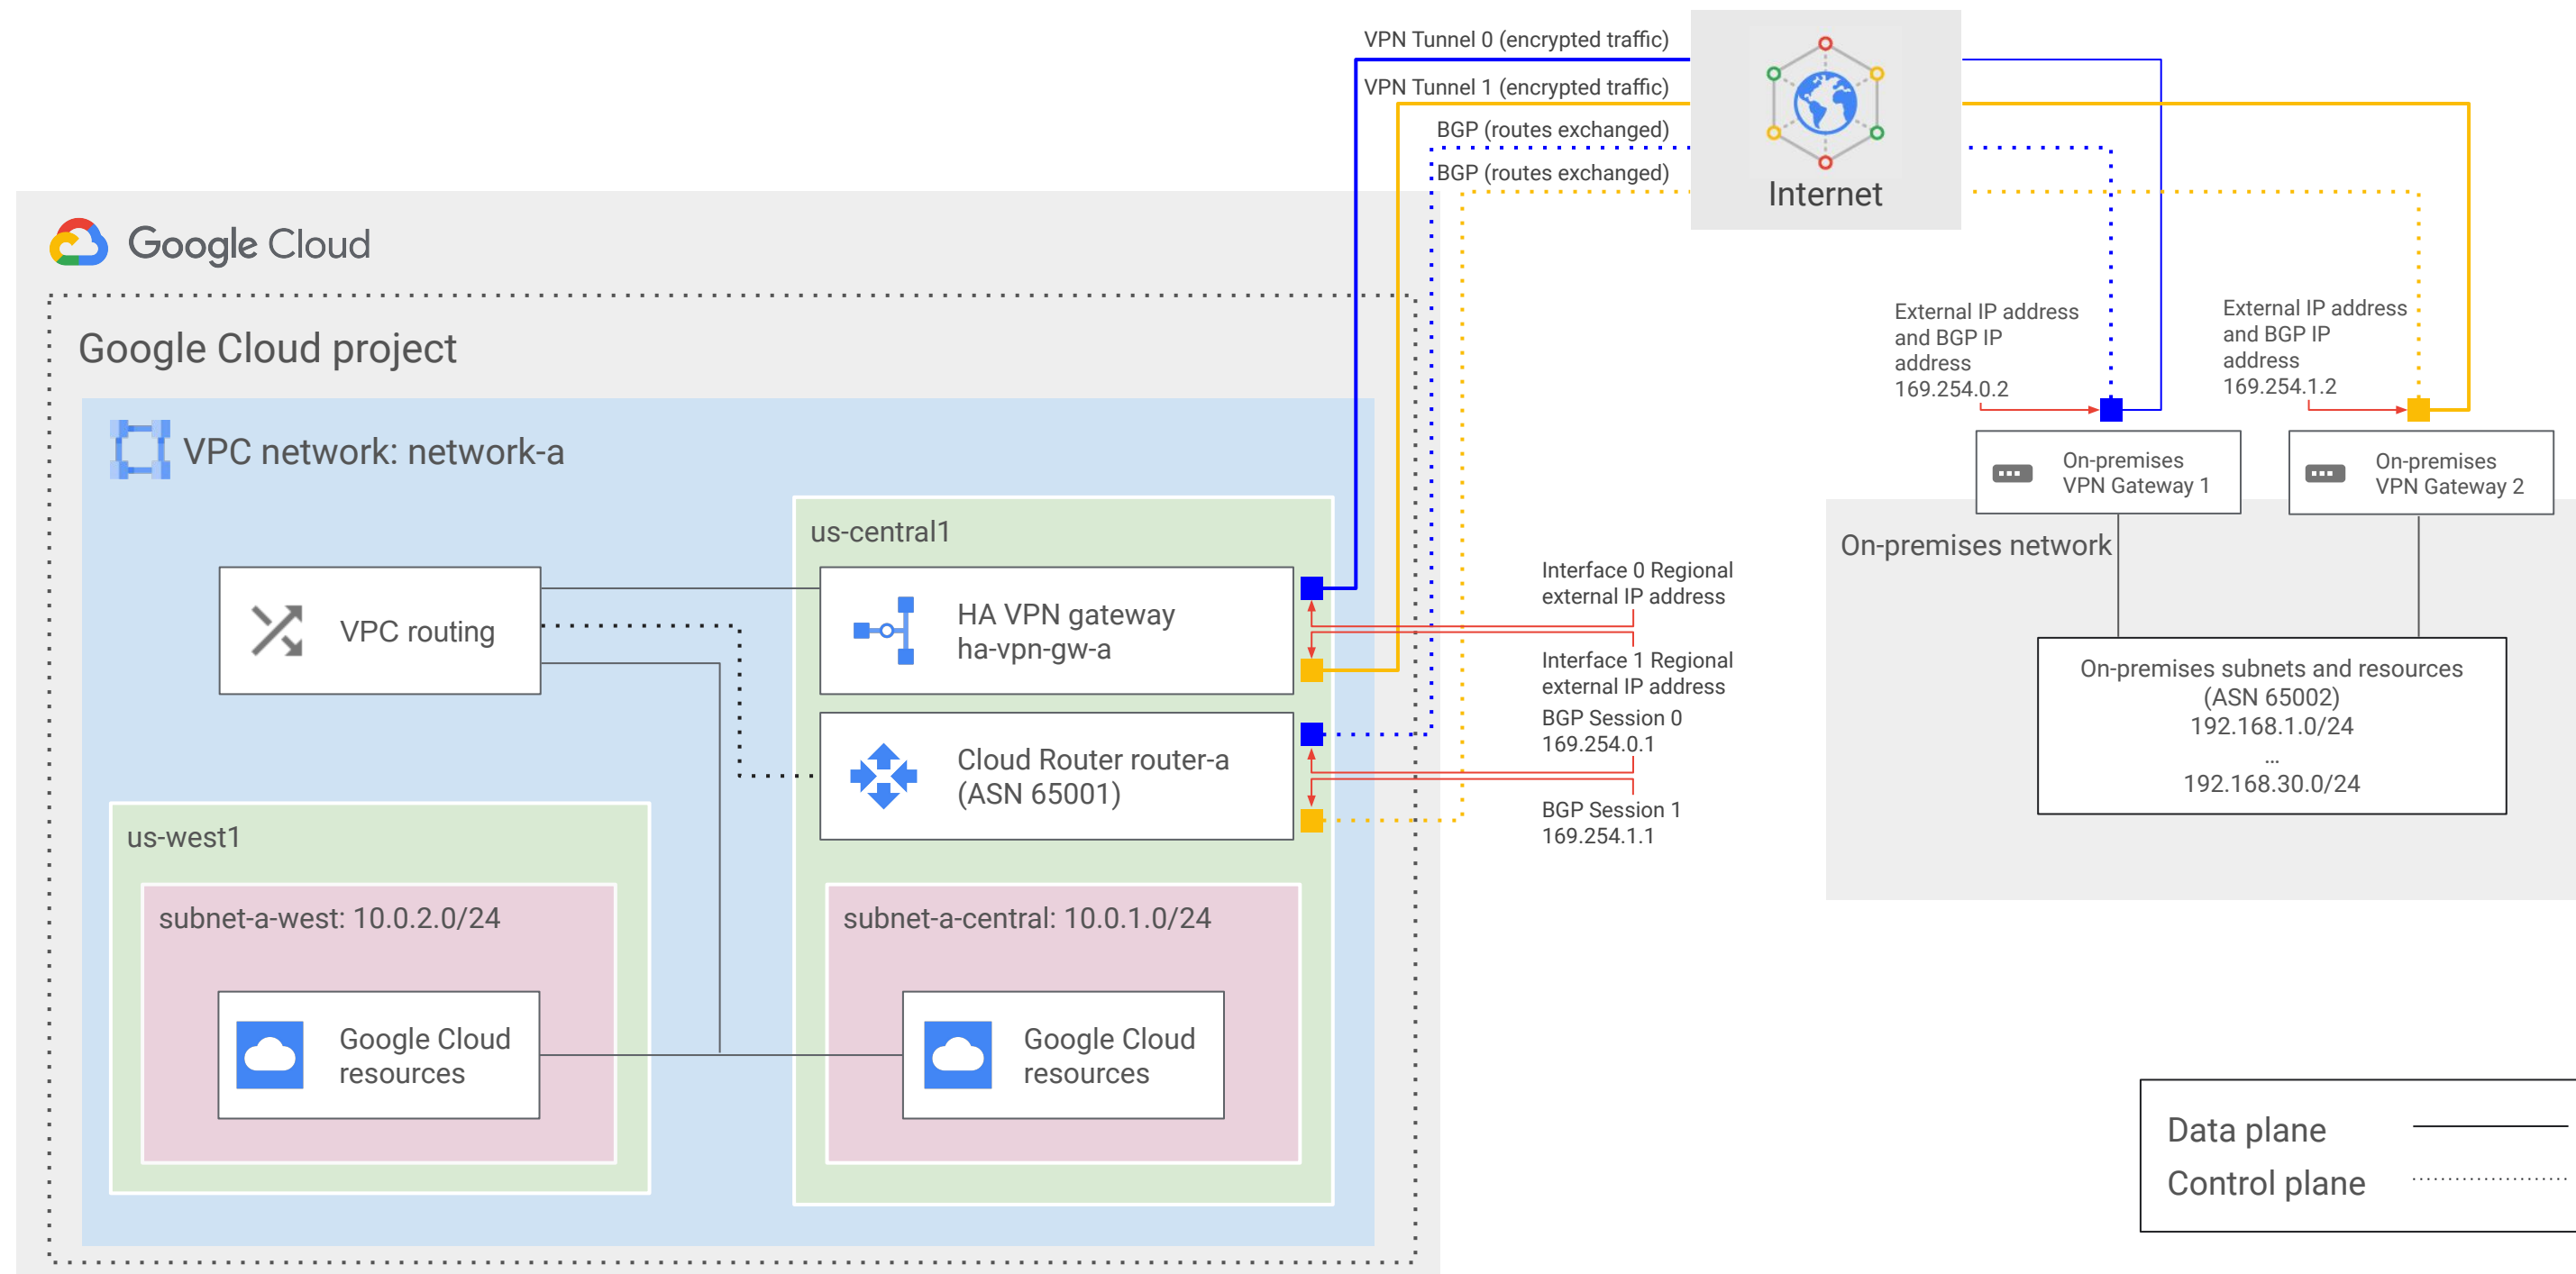 VPN Tunnel 0 (encrypted traffic)
VPN Tunnel 1 (encrypted traffic)
BGP (routes exchanged)
BGP (routes exchanged)
Internet
Google Cloud
Google Cloud project
VPC network: network-a
External IP address
and BGP IP
address
169.254.0.2
External IP address
and BGP IP
address
169.254.1.2
On-premises
VPN Gateway 1
On-premises
VPN Gateway 2
us-central1
On-premises network
VPC routing
HA VPN gateway
ha-vpn-gw-a
Interface 0 Regional
external IP address
Interface 1 Regional
external IP address
Cloud Router router-a
(ASN 65001)
BGP Session 0
169.254.0.1
BGP Session 1
169.254.1.1
On-premises subnets and resources
(ASN 65002)
192.168.1.0/24
...
192.168.30.0/24
us-west1
subnet-a-west: 10.0.2.0/24
Google Cloud
resources
subnet-a-central: 10.0.1.0/24
Google Cloud
resources
Data plane
Control plane